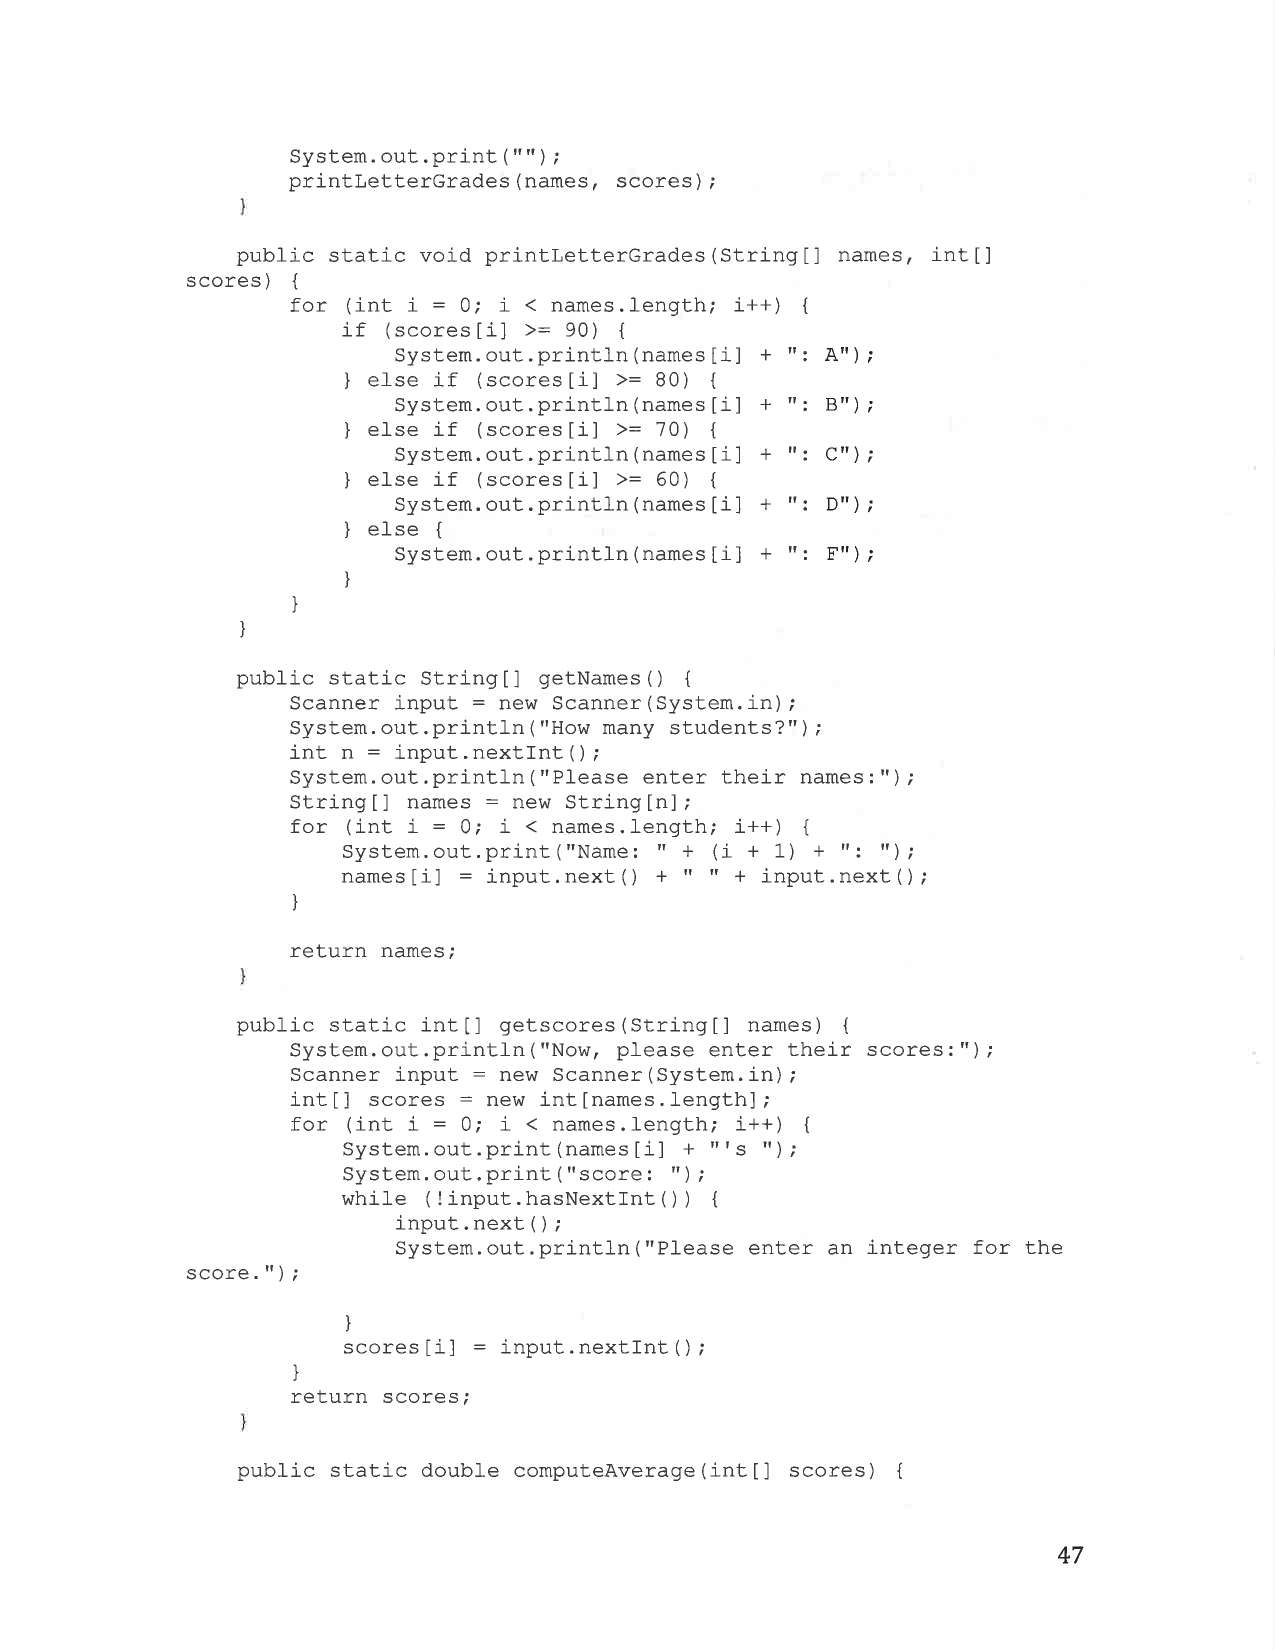 System.out.print("");
printLetterGrades(names, scores);
}
public static void printLetterGrades(String[] names, int[]
scores) {
for (int i = 0; i < names.length; i++) {
if (scores[i] >= 90) {
System.out.println(names[i] + ": A");
} else if (scores[i] >= 80) {
System.out.println(names[i] + ": B");
} else if (scores[i] >= 70) {
System.out.println(names[i] + ": C");
} else if (scores[i] >= 60) {
System.out.println(names[i] + ": D");
} else {
System.out.println(names[i] + ": F");
}
}
}
public static String[] getNames() {
Scanner input = new Scanner(System.in);
System.out.println("How many students?");
int n = input.nextInt();
System.out.println("Please enter their names:");
String[] names = new String[n];
for (int i = 0; i < names.length; i++) {
System.out.print("Name: " + (i + 1) + ": ");
names[i] = input.next() + " " + input.next();
}
return names;
}
public static int[] getscores(String[] names) {
System.out.println("Now, please enter their scores:");
Scanner input = new Scanner(System.in);
int[] scores = new int[names.length];
for (int i = 0; i < names.length; i++) {
System.out.print(names[i] + "'s ");
System.out.print("score: ");
while (!input.hasNextInt()) {
input.next();
System.out.println("Please enter an integer for the
score.");
}
scores[i] = input.nextInt();
}
return scores;
}
public static double computeAverage(int[] scores) {
47